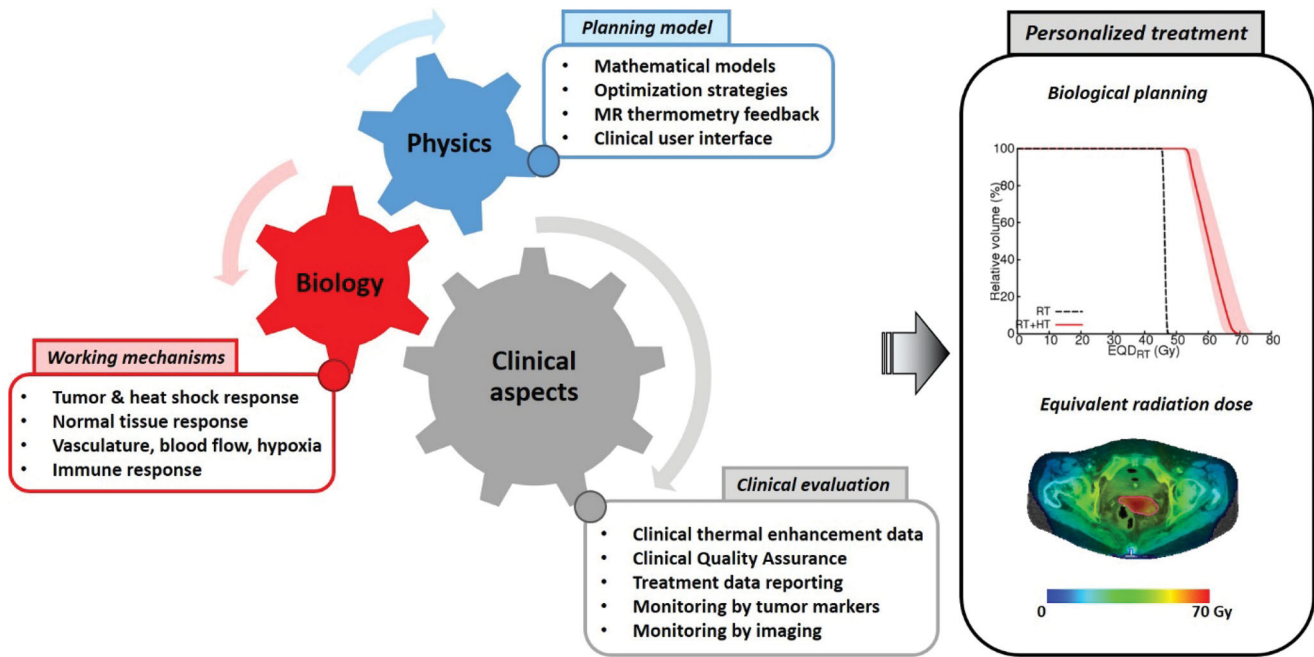 Planning model
• Mathematical models
• Optimization strategies
• MR thermometry feedback
• Clinical user interface
Physics
Biology
Working mechanisms
• Tumor & heat shock response
• Normal tissue response
• Vasculature, blood flow, hypoxia
• Immune response
Clinical
aspects
Clinical evaluation
• Clinical thermal enhancement data
• Clinical Quality Assurance
• Treatment data reporting
• Monitoring by tumor markers
• Monitoring by imaging
Personalized treatment
Biological planning
Relative volume (%)
100
80
60
40
20
0
RT
RT+HT
0 10 20 30 40 50 60 70 80
EQDRT (Gy)
Equivalent radiation dose
0 70 Gy